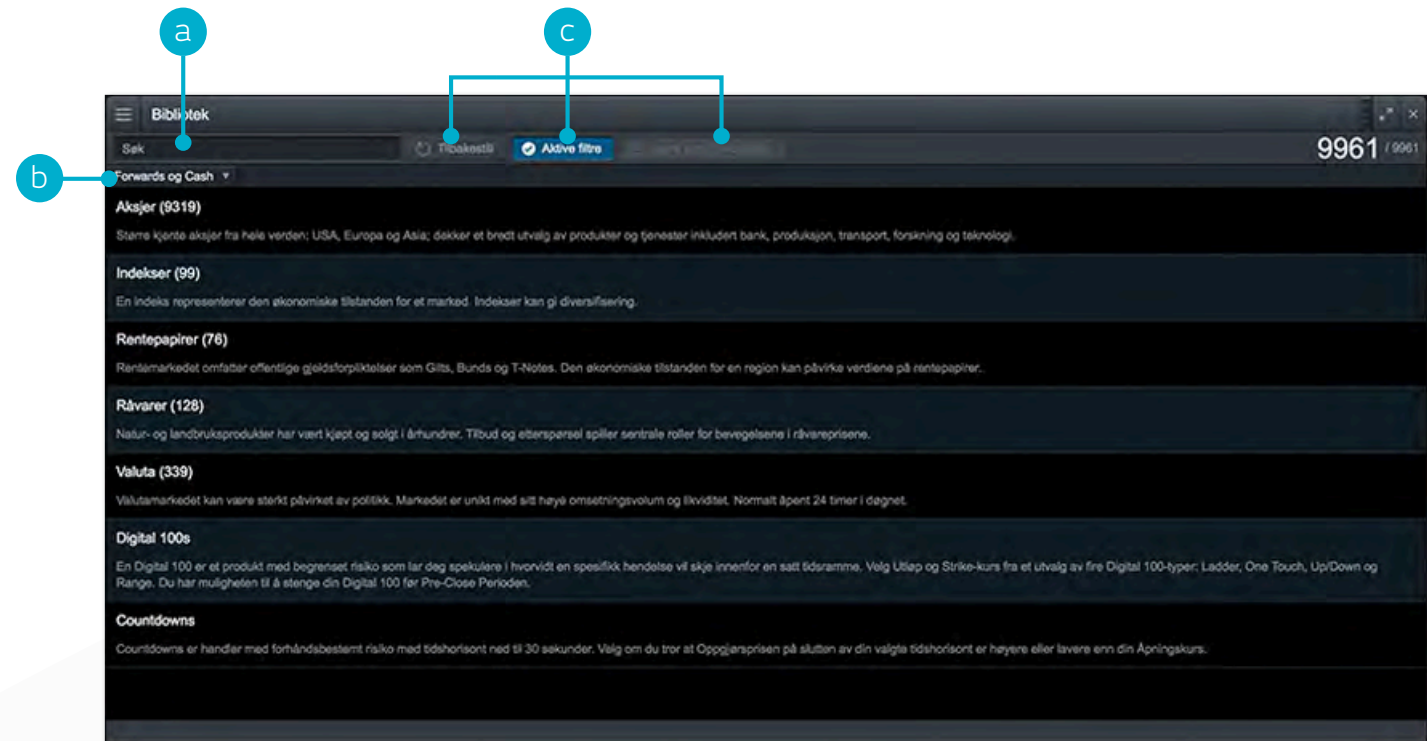 a
c
Bibliotek
Søk
Tilbakestill
Aktive filtre
9961 / 9961
b
Forwards og Cash
Aksjer (9319)
Større kjente aksjer fra hele verden; USA, Europa og Asia; dekker et bredt utvalg av produkter og tjenester inkludert bank, produksjon, transport, forskning og teknologi.
Indekser (99)
En indeks representerer den økonomiske tilstanden for et marked. Indekser kan gi diversifisering.
Rentepapirer (76)
Rentemarkedet omfatter offentlige gjeldsforpliktelser som Gilts, Bunds og T-Notes. Den økonomiske tilstanden for en region kan påvirke verdiene på rentepapirer.
Råvarer (128)
Natur- og landbruksprodukter har vært kjøpt og solgt i århundrer. Tilbud og etterspørsel spiller sentrale roller for bevegelsene i råvareprisene.
Valuta (339)
Valutamarkedet kan være sterkt påvirket av politikk. Markedet er unikt med sitt høye omsetningsvolum og likviditet. Normalt åpent 24 timer i døgnet.
Digital 100s
En Digital 100 er et produkt med begrenset risiko som lar deg spekulere i hvorvidt en spesifikk hendelse vil skje innenfor en satt tidsramme. Velg Utløp og Strike-kurs fra et utvalg av fire Digital 100-typer: Ladder, One Touch, Up/Down og
Range. Du har muligheten til å stenge din Digital 100 før Pre-Close Perioden.
Countdowns
Countdowns er handler med forhåndsbestemt risiko med tidshorisont ned til 30 sekunder. Velg om du tror at Oppgjørsprisen på slutten av din valgte tidshorisont er høyere eller lavere enn din Åpningskurs.